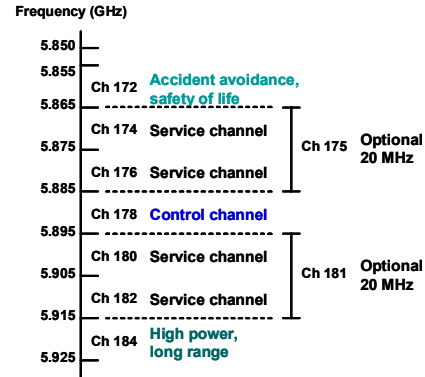 Frequency (GHz)
5.850
5.855
Ch 172 Accident avoidance,
safety of life
5.865
Ch 174 Service channel
Ch 175 Optional
20 MHz
5.875
Ch 176 Service channel
5.885
Ch 178 Control channel
5.895
Ch 180 Service channel
5.905
Ch 181 Optional
20 MHz
Ch 182 Service channel
5.915
Ch 184 High power,
long range
5.925